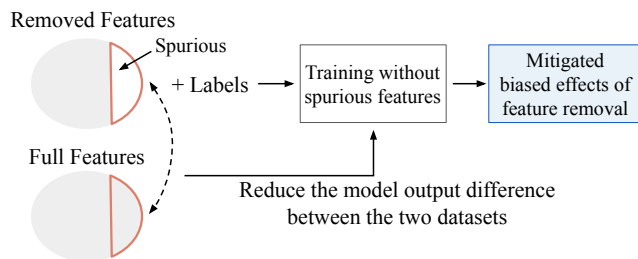 Removed Features
Spurious
+ Labels
Training without
spurious features
Mitigated
biased effects of
feature removal
Full Features
Reduce the model output difference
between the two datasets